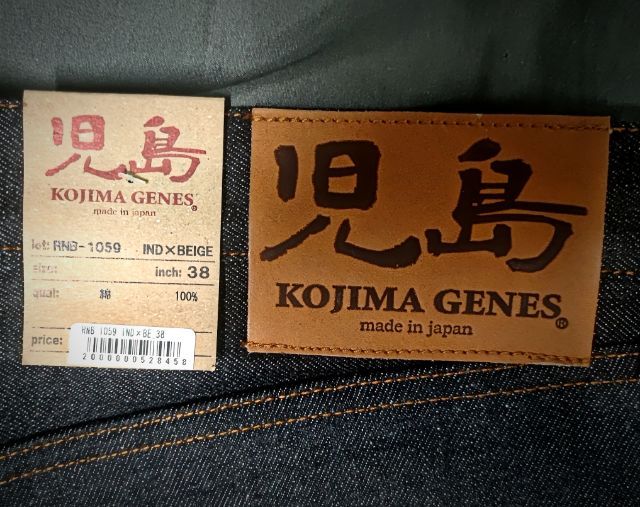 児島
KOJIMA GENES®
made in japan
lot: RNB-1059 IND×BEIGE
size: inch: 38
qual: 綿 100%
price:
RNB 1059 IND×BE 38
2000000528458
児島
KOJIMA GENES®
made in japan